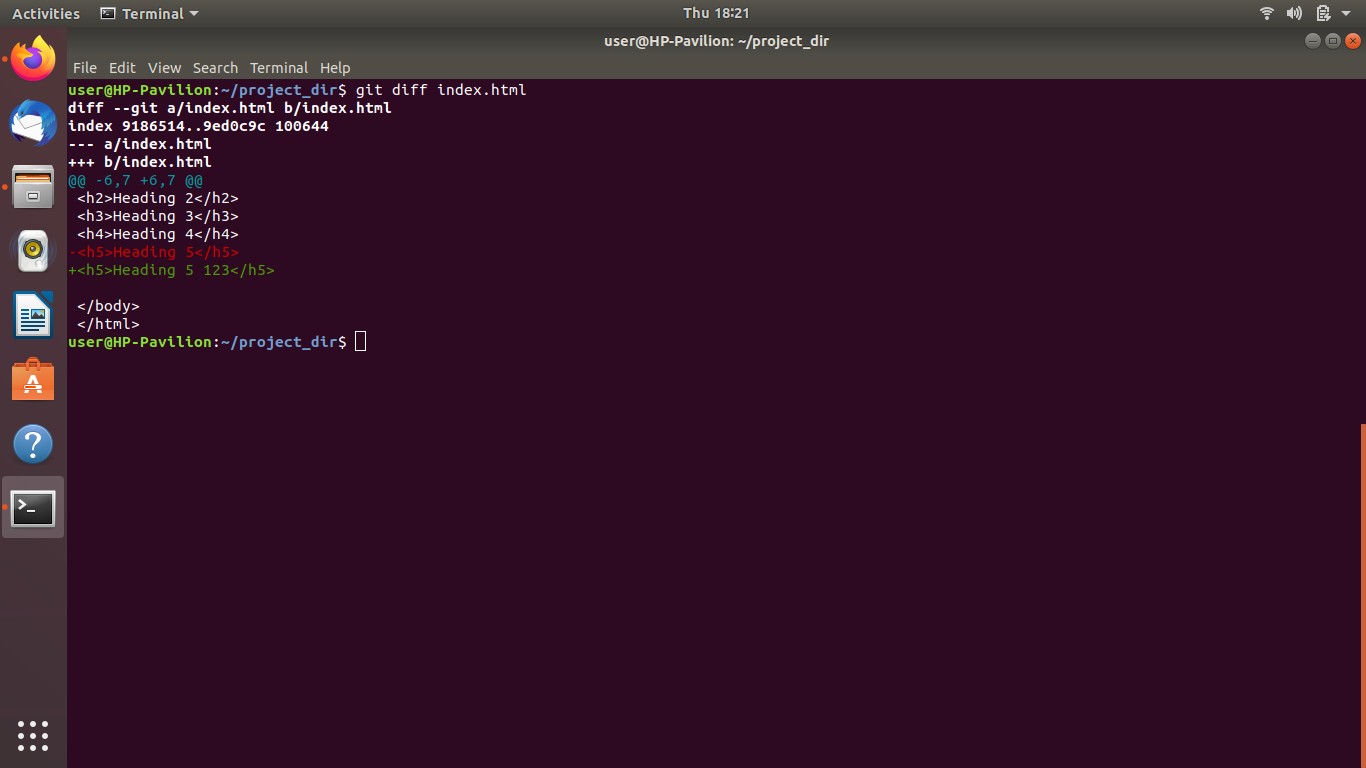 Activities Terminal Thu 18:21
user@HP-Pavilion: ~/project_dir
File Edit View Search Terminal Help
user@HP-Pavilion:~/project_dir$ git diff index.html
diff --git a/index.html b/index.html
index 9186514..9ed0c9c 100644
--- a/index.html
+++ b/index.html
@@ -6,7 +6,7 @@
 <h2>Heading 2</h2>
 <h3>Heading 3</h3>
 <h4>Heading 4</h4>
-<h5>Heading 5</h5>
+<h5>Heading 5 123</h5>
 </body>
 </html>
user@HP-Pavilion:~/project_dir$